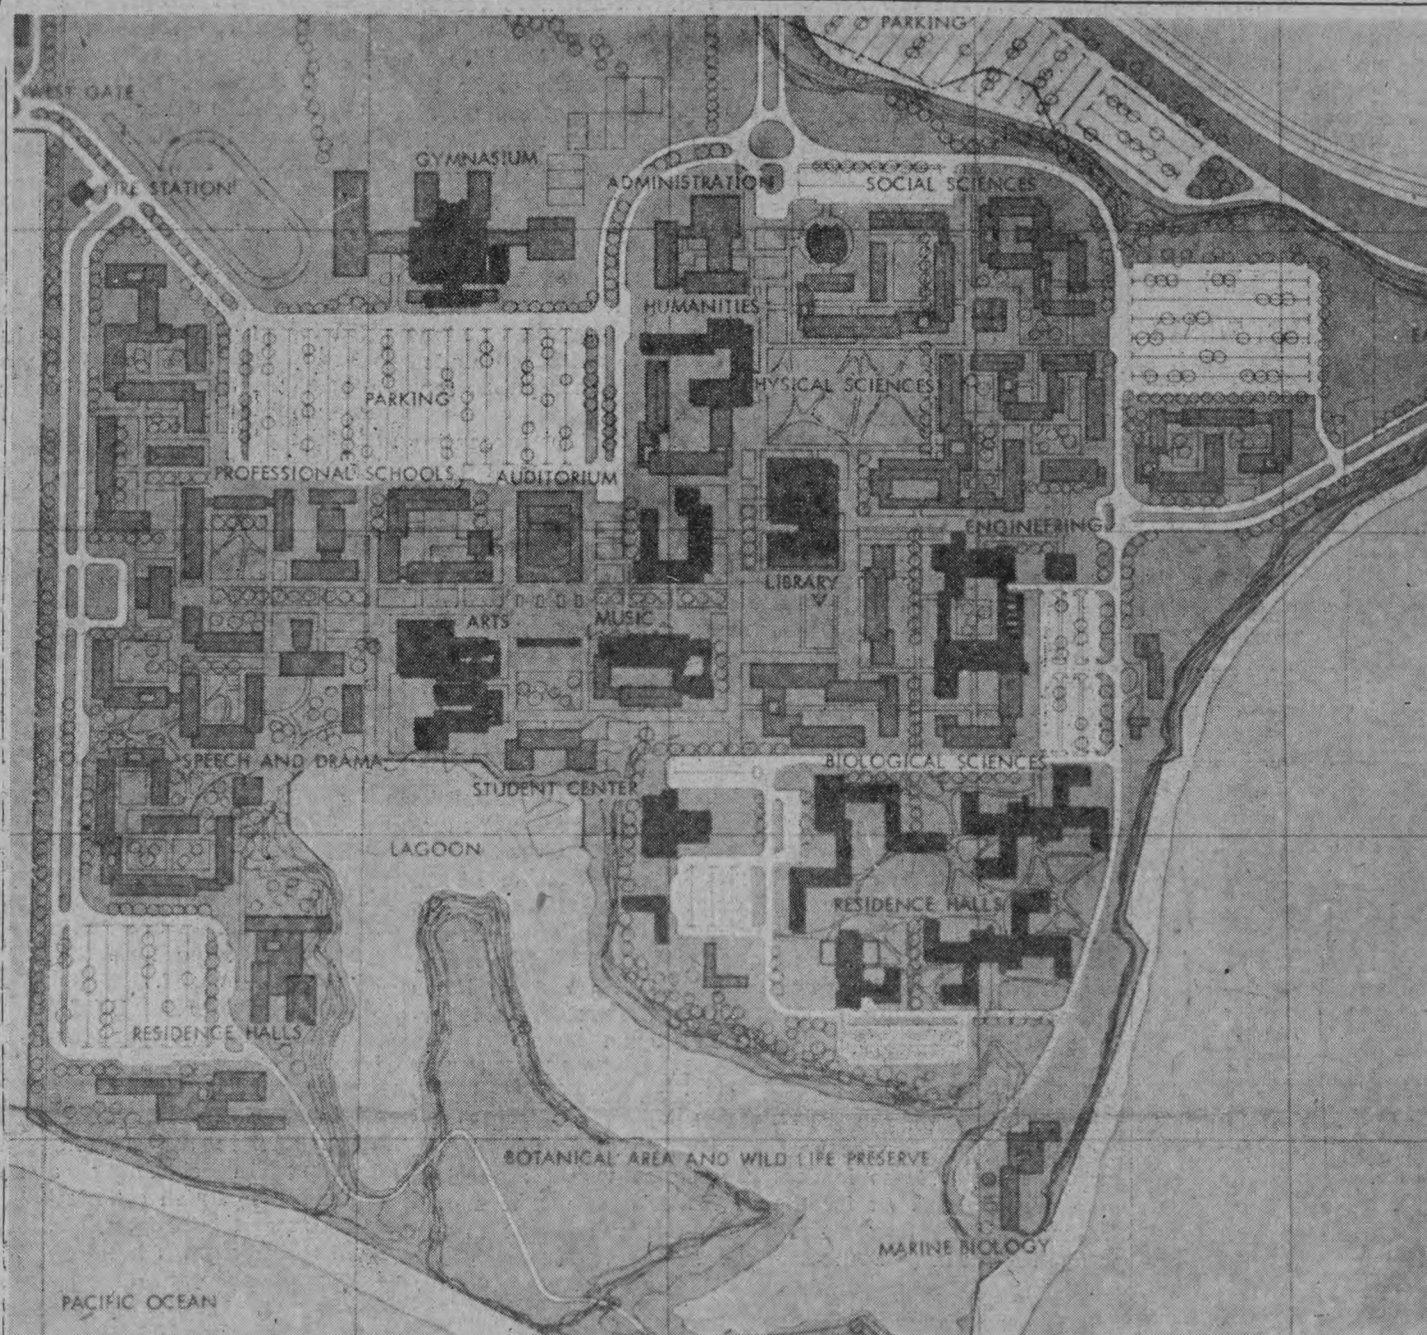 PARKING
WEST GATE
GYMNASIUM
FIRE STATION
ADMINISTRATION
SOCIAL SCIENCES
HUMANITIES
HYSICAL SCIENCES
PARKING
PROFESSIONAL SCHOOLS
AUDITORIUM
ENGINEERING
LIBRARY
ARTS
MUSIC
SPEECH AND DRAMA
BIOLOGICAL SCIENCES
STUDENT CENTER
LAGOON
RESIDENCE HALLS
RESIDENCE HALLS
BOTANICAL AREA AND WILD LIFE PRESERVE
MARINE BIOLOGY
PACIFIC OCEAN